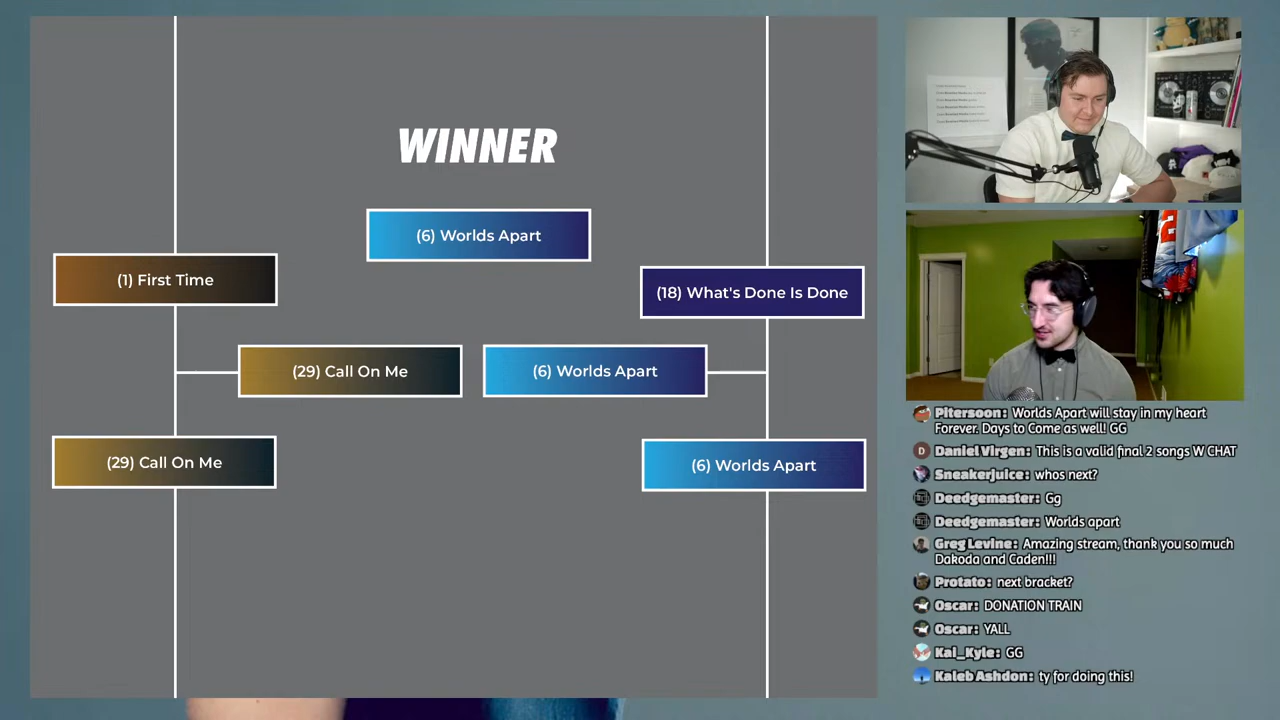 WINNER
(6) Worlds Apart
(1) First Time
(18) What's Done Is Done
(29) Call On Me
(6) Worlds Apart
(29) Call On Me
(6) Worlds Apart
Pitersoon: Worlds Apart will stay in my heart
Forever. Days to Come as well! GG
D
Daniel Virgen: This is a valid final 2 songs W CHAT
Sneakerjuice: whos next?
Deedgemaster: Gg
Deedgemaster: Worlds apart
Greg Levine: Amazing stream, thank you so much
Dakoda and Caden!!!
Protato: next bracket?
Oscar: DONATION TRAIN
Oscar: YALL
Kai_Kyle: GG
Kaleb Ashdon: ty for doing this!